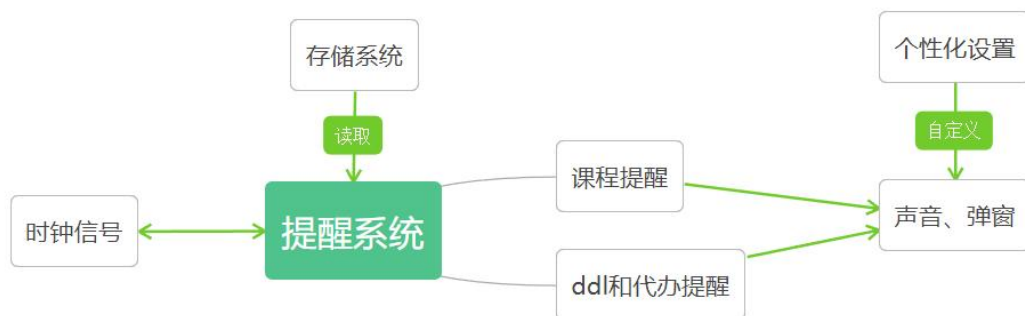 存储系统
个性化设置
读取
自定义
课程提醒
时钟信号
提醒系统
声音、弹窗
ddl和代办提醒